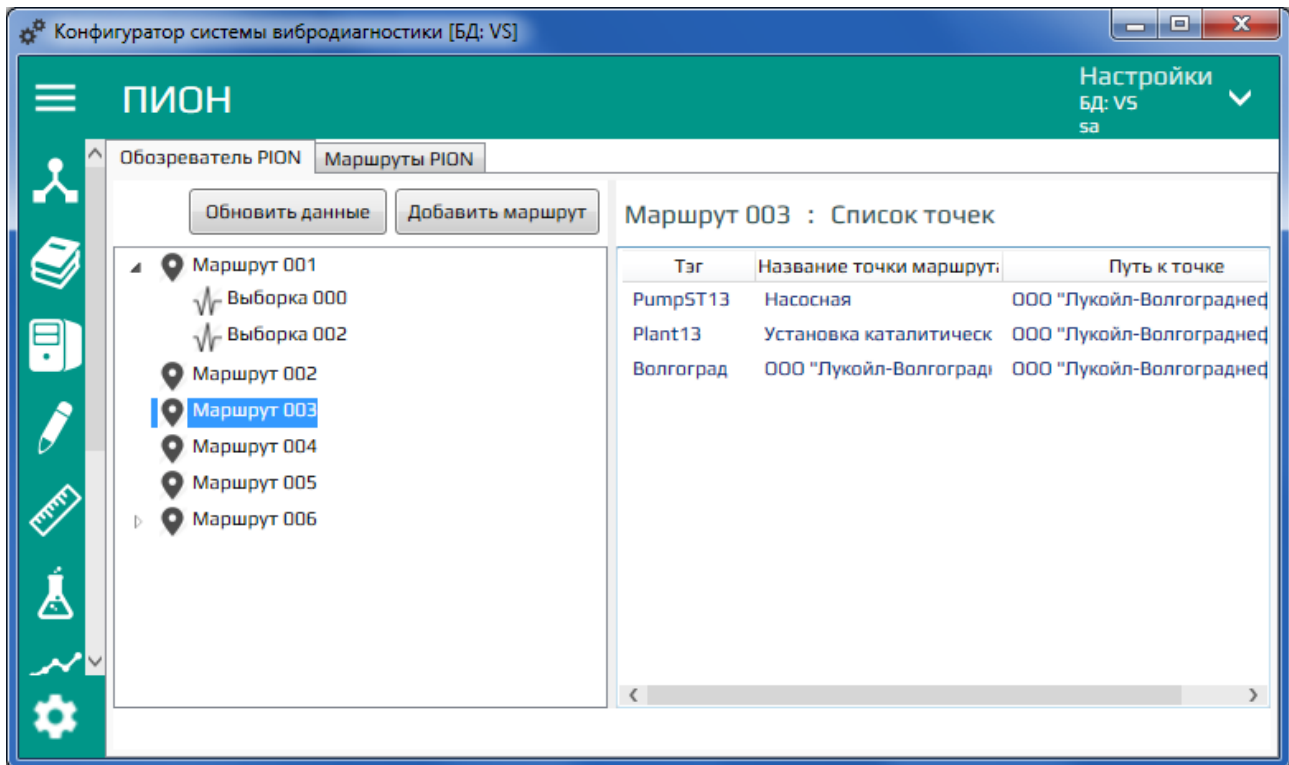 Конфигуратор системы вибродиагностики [БД: VS]
ПИОН
Настройки
БД: VS
sa
Обозреватель PION
Маршруты PION
Обновить данные
Добавить маршрут
Маршрут 001
Выборка 000
Выборка 002
Маршрут 002
Маршрут 003
Маршрут 004
Маршрут 005
Маршрут 006
Маршрут 003 : Список точек
Тэг Название точки маршрута Путь к точке
PumpST13 Насосная ООО "Лукойл-Волгограднеф
Plant13 Установка каталитическ ООО "Лукойл-Волгограднеф
Волгоград ООО "Лукойл-Волгоград ООО "Лукойл-Волгограднеф